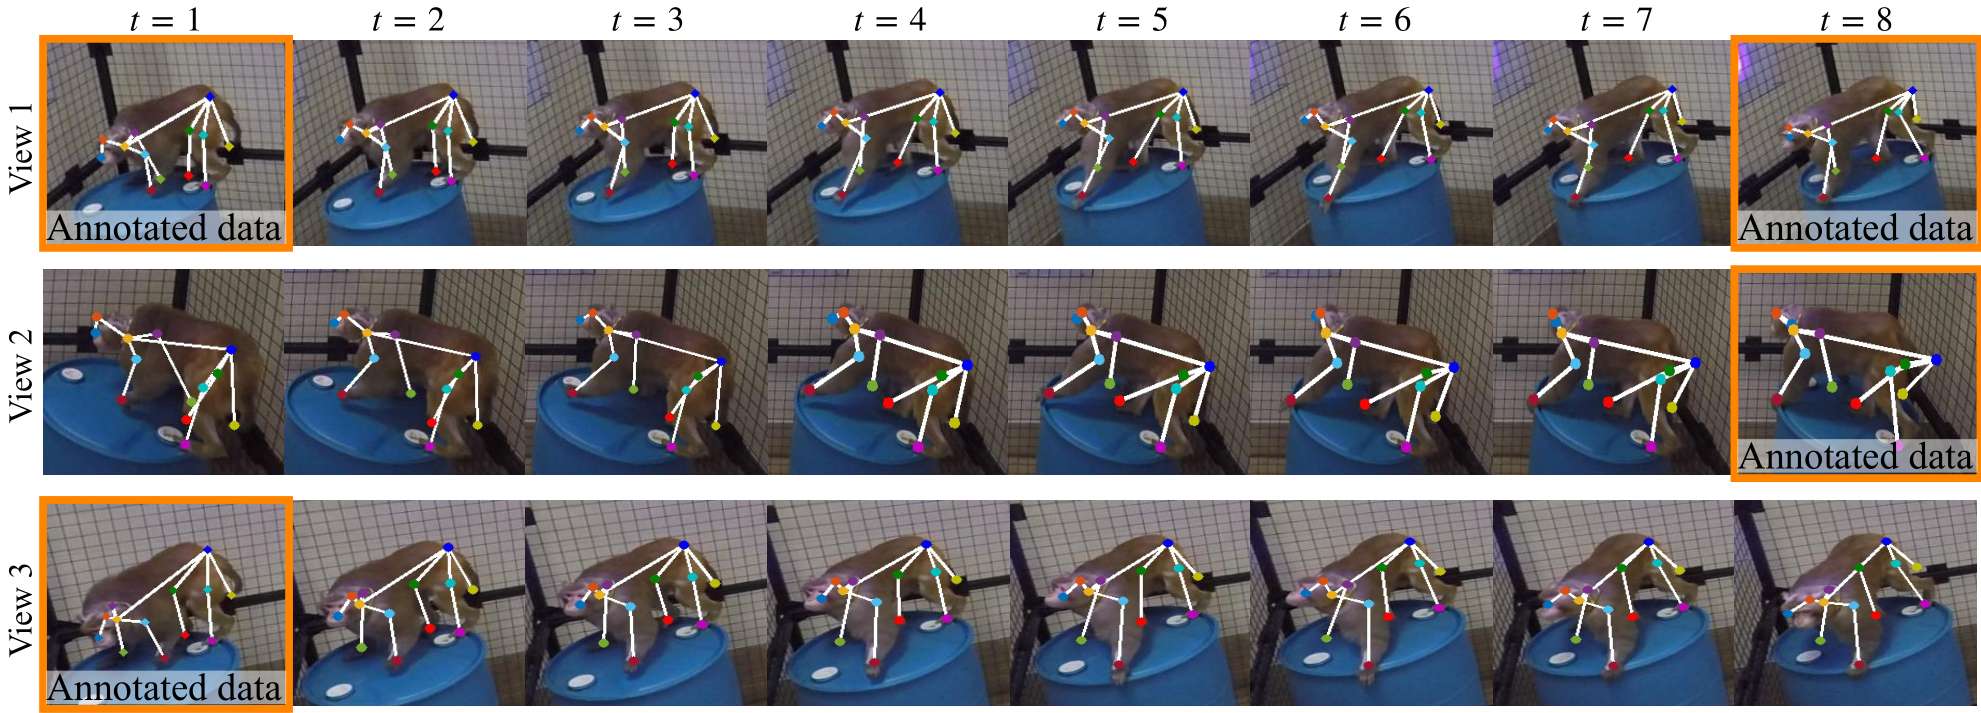 t = 1 t = 2 t = 3 t = 4 t = 5 t = 6 t = 7 t = 8
View 1
Annotated data
Annotated data
View 2
Annotated data
View 3
Annotated data